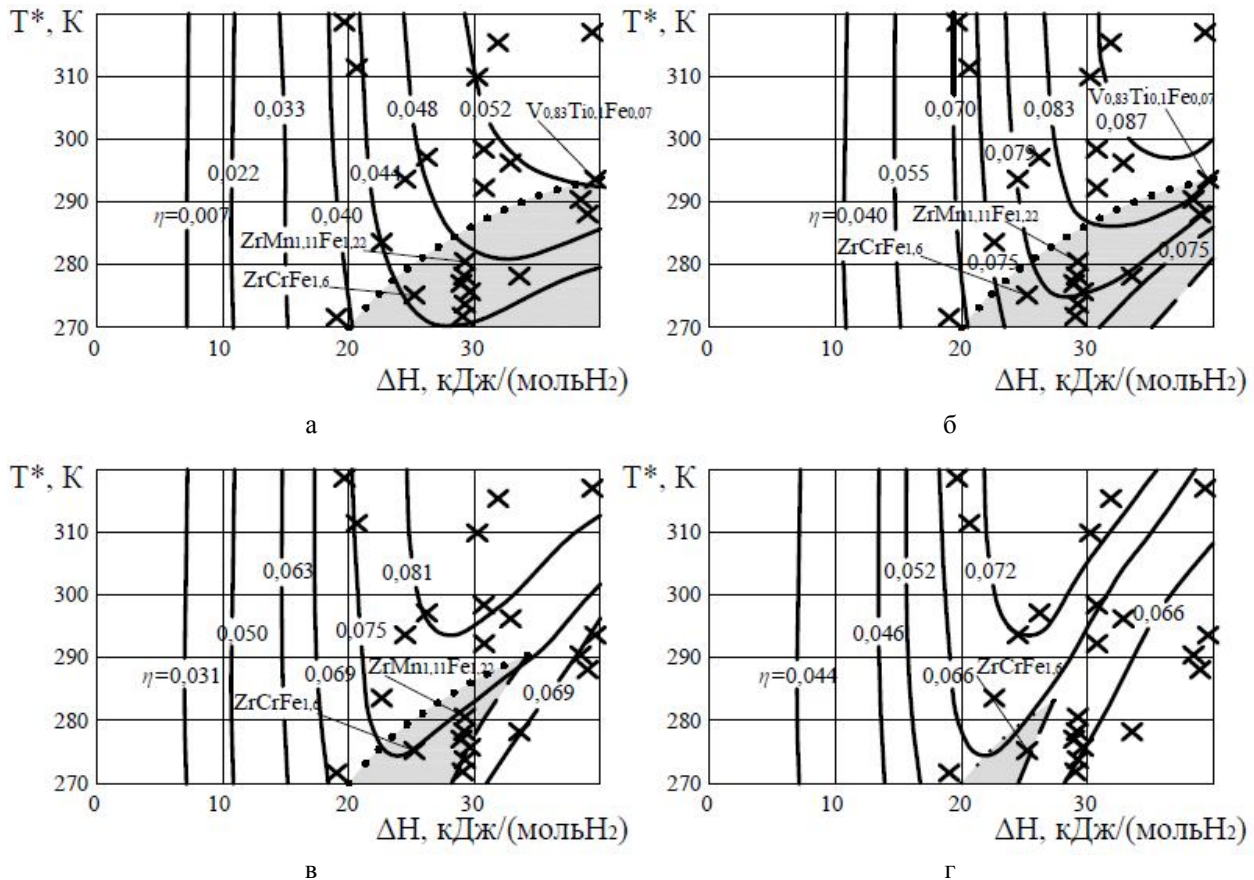 T*, К
310
300
290
280
270
0
10
20
30
ΔH, кДж/(мольH2)
η=0,007
0,022
0,033
0,040
0,044
0,048
0,052
V0,83Ti0,1Fe0,07
ZrMn1,11Fe1,22
ZrCrFe1,6
а
T*, К
310
300
290
280
270
0
10
20
30
ΔH, кДж/(мольH2)
η=0,040
0,055
0,070
0,075
0,079
0,083
0,087
0,075
V0,83Ti0,1Fe0,07
ZrMn1,11Fe1,22
ZrCrFe1,6
б
T*, К
310
300
290
280
270
0
10
20
30
ΔH, кДж/(мольH2)
η=0,031
0,050
0,063
0,069
0,075
0,081
0,069
ZrMn1,11Fe1,22
ZrCrFe1,6
в
T*, К
310
300
290
280
270
0
10
20
30
ΔH, кДж/(мольH2)
η=0,044
0,046
0,052
0,066
0,072
0,066
ZrCrFe1,6
г